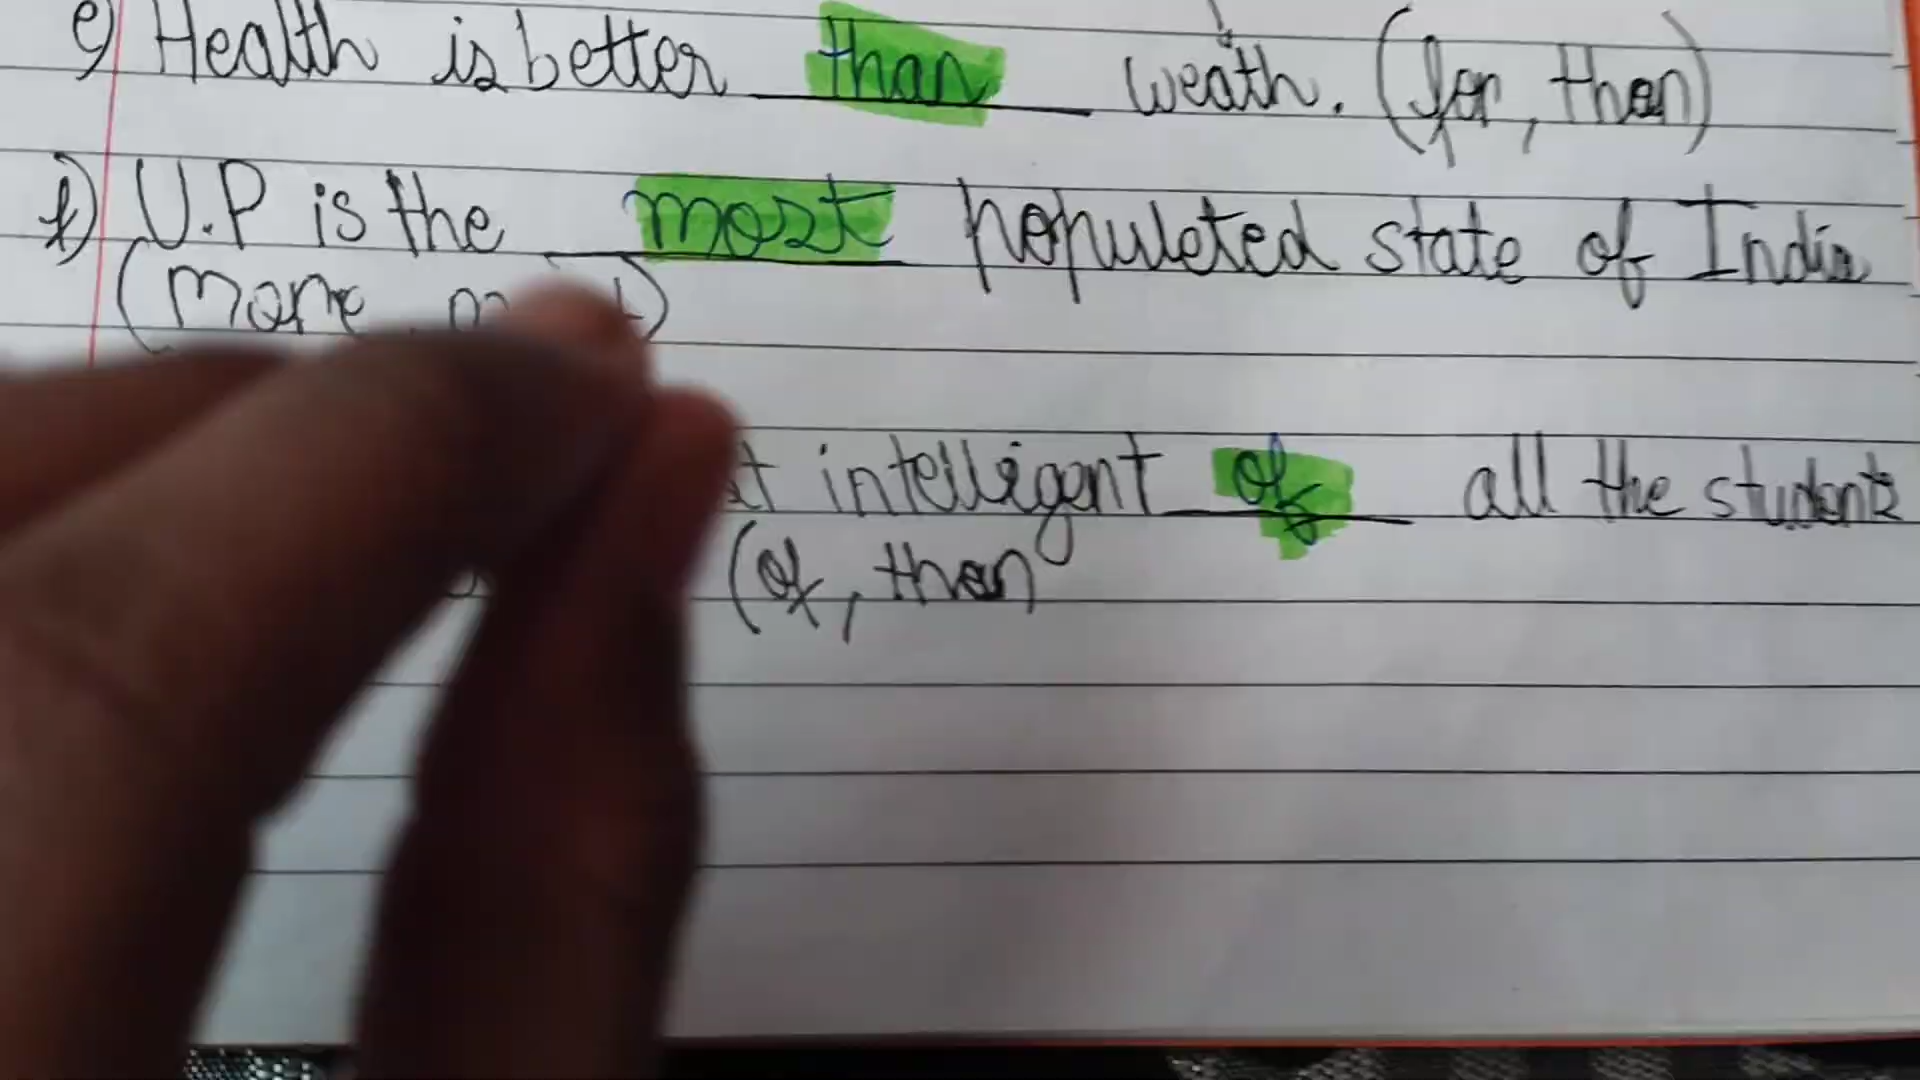 e) Health is better than weath. (for, than)
f) U.P is the most populated state of India
(More,
intelligent of all the students
(of, than